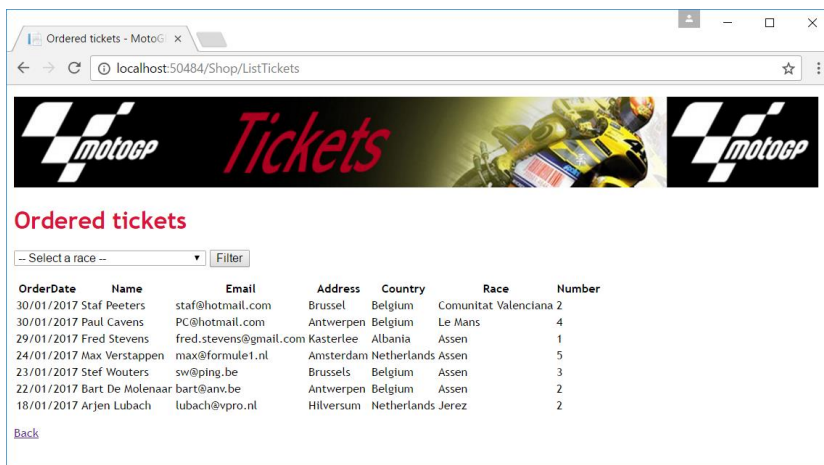 Ordered tickets - MotoG
localhost:50484/Shop/ListTickets
motoGP Tickets motoGP
Ordered tickets
-- Select a race -- Filter
OrderDate Name Email Address Country Race Number
30/01/2017 Staf Peeters staf@hotmail.com Brussel Belgium Comunitat Valenciana 2
30/01/2017 Paul Cavens PC@hotmail.com Antwerpen Belgium Le Mans 4
29/01/2017 Fred Stevens fred.stevens@gmail.com Kasterlee Albania Assen 1
24/01/2017 Max Verstappen max@formule1.nl Amsterdam Netherlands Assen 5
23/01/2017 Stef Wouters sw@ping.be Brussels Belgium Assen 3
22/01/2017 Bart De Molenaar bart@anv.be Antwerpen Belgium Assen 2
18/01/2017 Arjen Lubach lubach@vpro.nl Hilversum Netherlands Jerez 2
Back